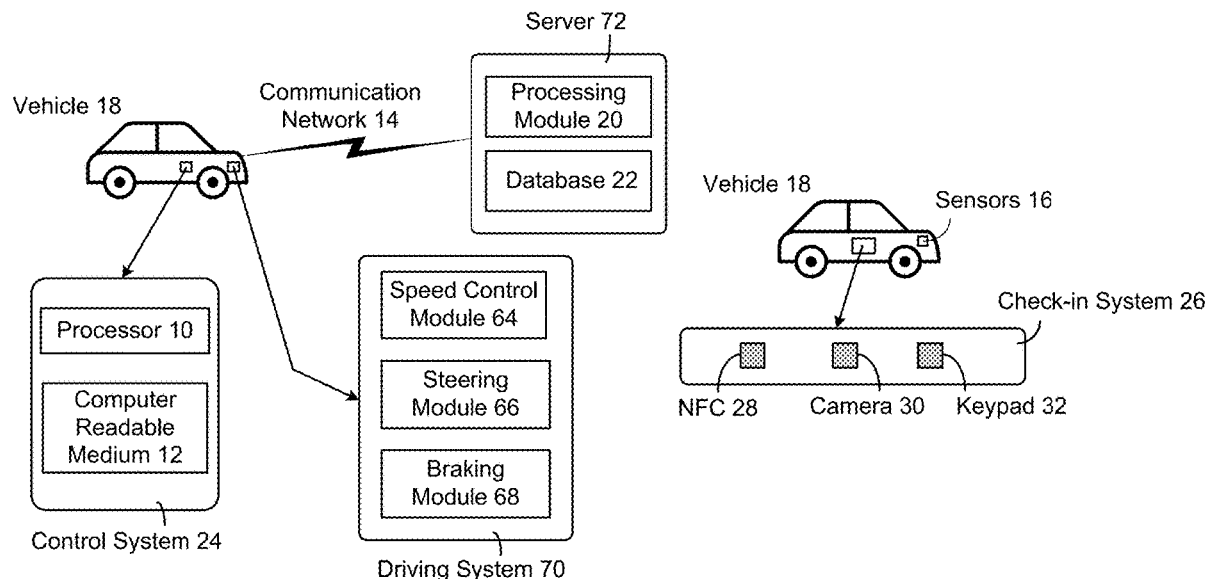 Server 72
Processing
Module 20
Database 22
Communication
Network 14
Vehicle 18
Processor 10
Computer
Readable
Medium 12
Control System 24
Speed Control
Module 64
Steering
Module 66
Braking
Module 68
Driving System 70
Vehicle 18
Sensors 16
Check-in System 26
NFC 28
Camera 30
Keypad 32